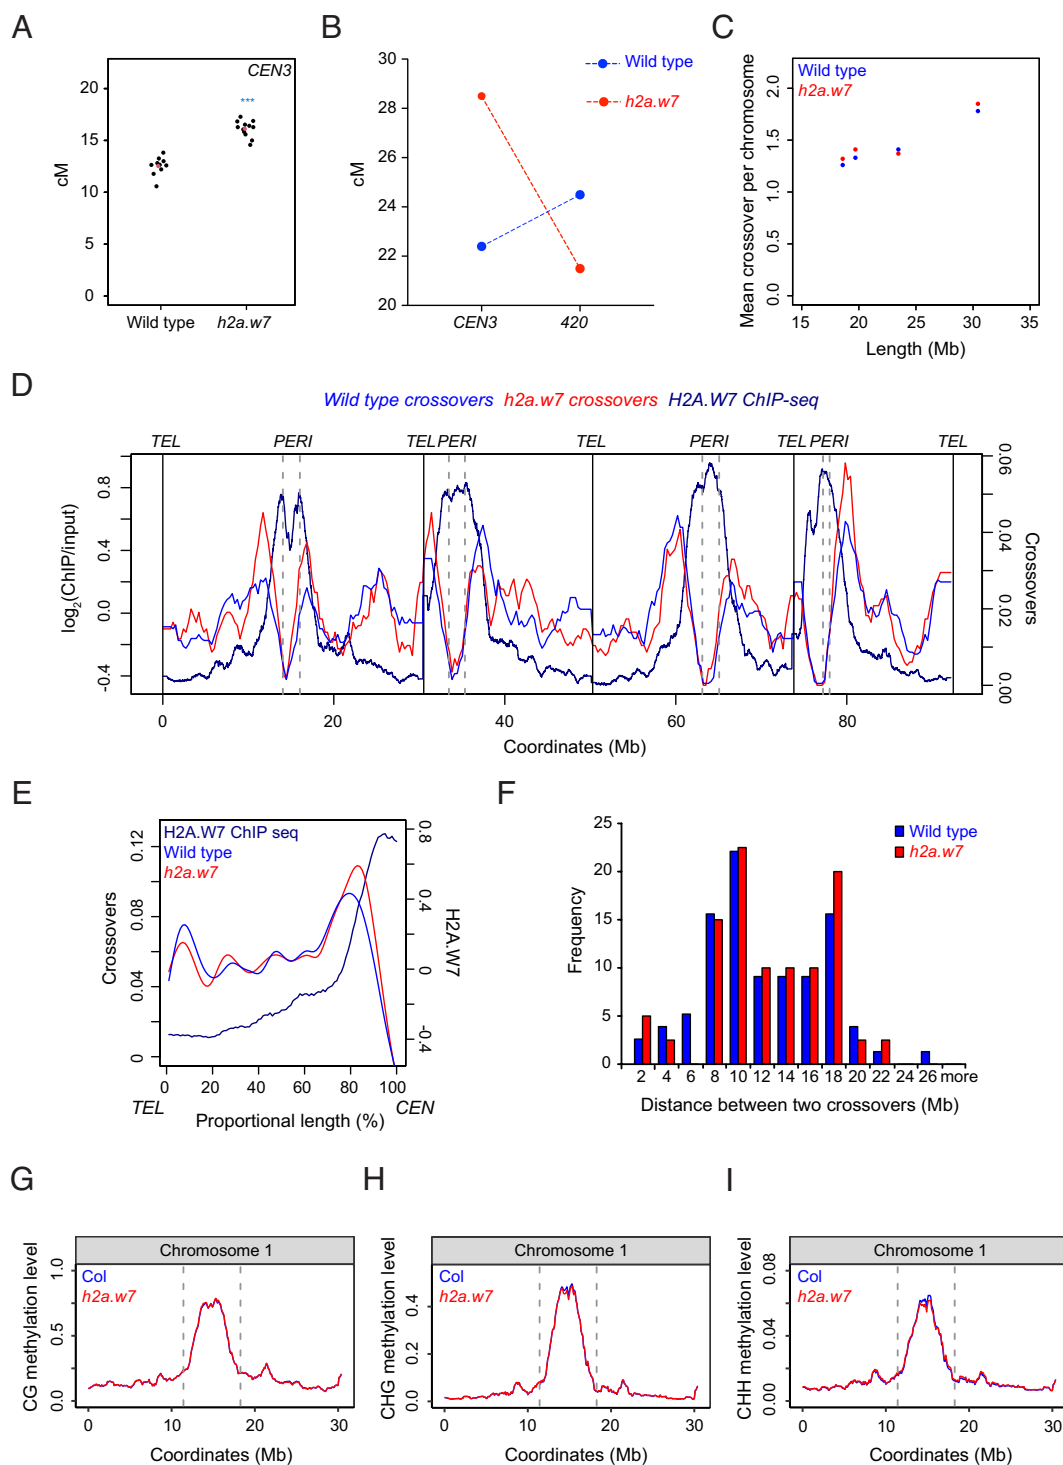 A
CEN3
***
20
15
10
5
0
cM
Wild type
h2a.w7
B
30
28
26
24
22
20
cM
CEN3
420
Wild type
h2a.w7
C
Wild type
h2a.w7
2.0
1.5
1.0
0.5
0.0
Mean crossover per chromosome
15 20 25 30 35
Length (Mb)
D
Wild type crossovers h2a.w7 crossovers H2A.W7 ChIP-seq
TEL PERI TEL PERI TEL PERI TEL PERI TEL
0.8
0.4
0.0
-0.4
log2(ChIP/input)
0.06
0.04
0.02
0.00
Crossovers
0 20 40 60 80
Coordinates (Mb)
E
H2A.W7 ChIP seq
Wild type
h2a.w7
0.12
0.08
0.04
0
Crossovers
0.8
0.4
0
-0.4
H2A.W7
0 20 40 60 80 100
TEL
CEN
Proportional length (%)
F
Wild type
h2a.w7
25
20
15
10
5
0
Frequency
2 4 6 8 10 12 14 16 18 20 22 24 26 more
Distance between two crossovers (Mb)
G
Chromosome 1
Col
h2a.w7
1.0
0.5
0.0
CG methylation level
0 10 20 30
Coordinates (Mb)
H
Chromosome 1
Col
h2a.w7
0.4
0.2
0.0
CHG methylation level
0 10 20 30
Coordinates (Mb)
I
Chromosome 1
Col
h2a.w7
0.08
0.04
0.00
CHH methylation level
0 10 20 30
Coordinates (Mb)